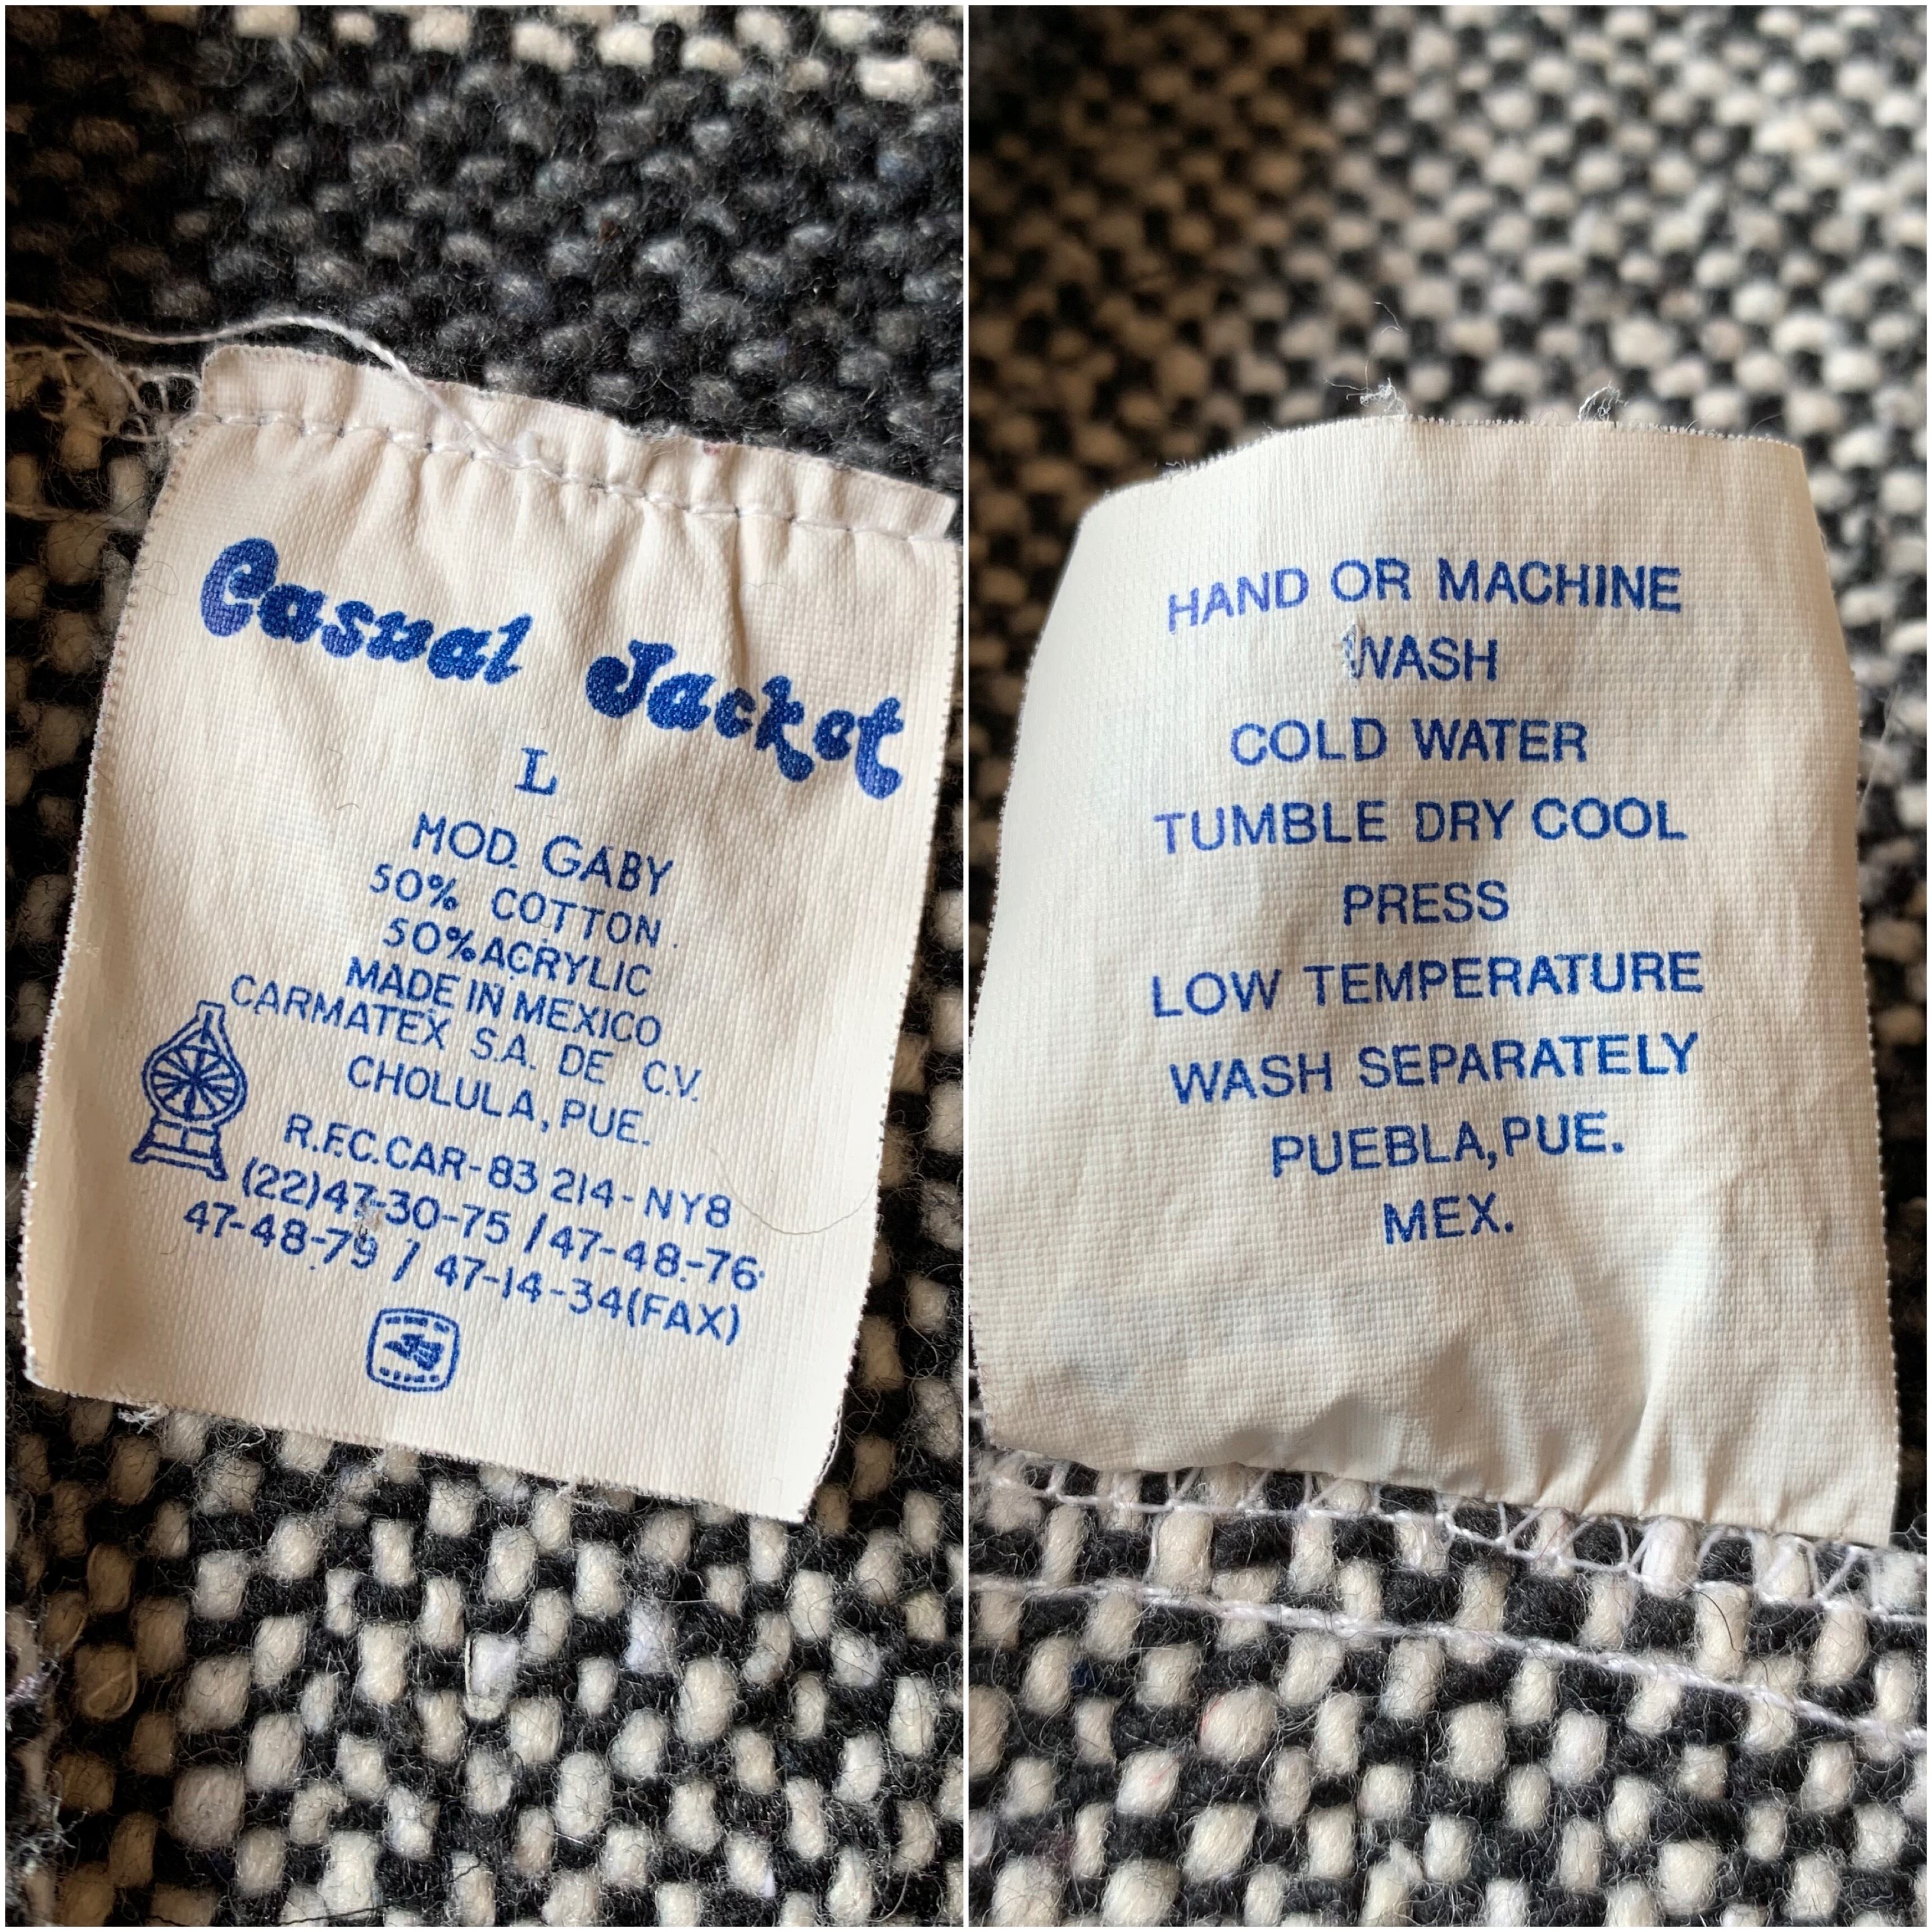 Casual Jacket
L
MOD. GABY
50% COTTON
50% ACRYLIC
MADE IN MEXICO
CARMATEX S.A. DE C.V.
CHOLULA, PUE.
R.F.C. CAR-83 214-NY8
(22)47-30-75 / 47-48-76
47-48-79 / 47-14-34(FAX)
HAND OR MACHINE
WASH
COLD WATER
TUMBLE DRY COOL
PRESS
LOW TEMPERATURE
WASH SEPARATELY
PUEBLA, PUE.
MEX.